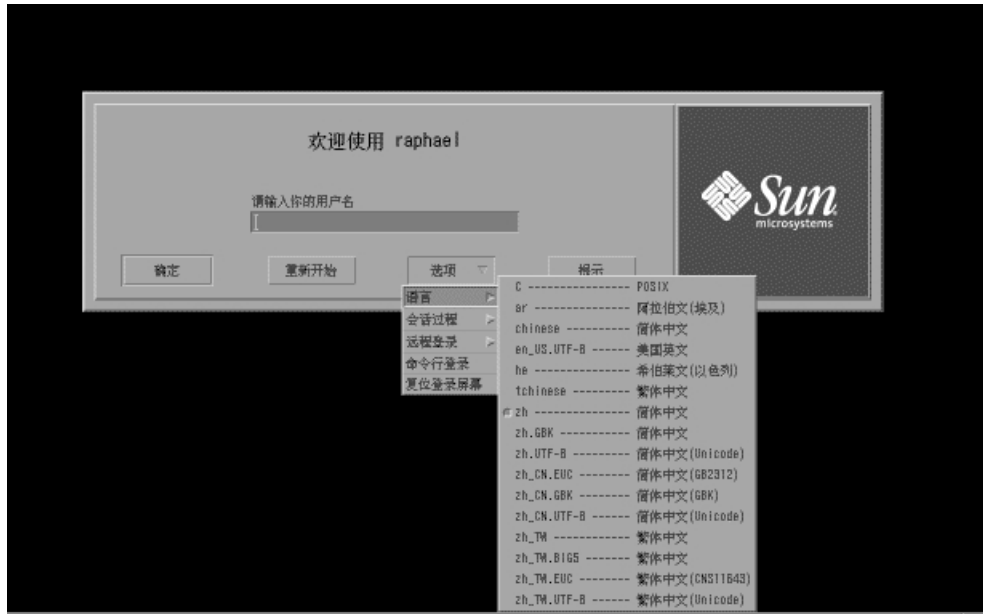 欢迎使用 raphael
请输入你的用户名
Sun
microsystems
确定 重新开始 选项 提示
语言
会话过程
远程登录
命令行登录
复位登录屏幕
C ---------------- POSIX
ar --------------- 阿拉伯文(埃及)
chinese ---------- 简体中文
en_US.UTF-8 ------ 美国英文
he --------------- 希伯莱文(以色列)
tchinese --------- 繁体中文
zh --------------- 简体中文
zh.GBK ----------- 简体中文
zh.UTF-8 --------- 简体中文(Unicode)
zh_CN.EUC -------- 简体中文(GB2312)
zh_CN.GBK -------- 简体中文(GBK)
zh_CN.UTF-8 ------ 简体中文(Unicode)
zh_TW ------------ 繁体中文
zh_TW.BIG5 ------- 繁体中文
zh_TW.EUC -------- 繁体中文(CNS11643)
zh_TW.UTF-8 ------ 繁体中文(Unicode)